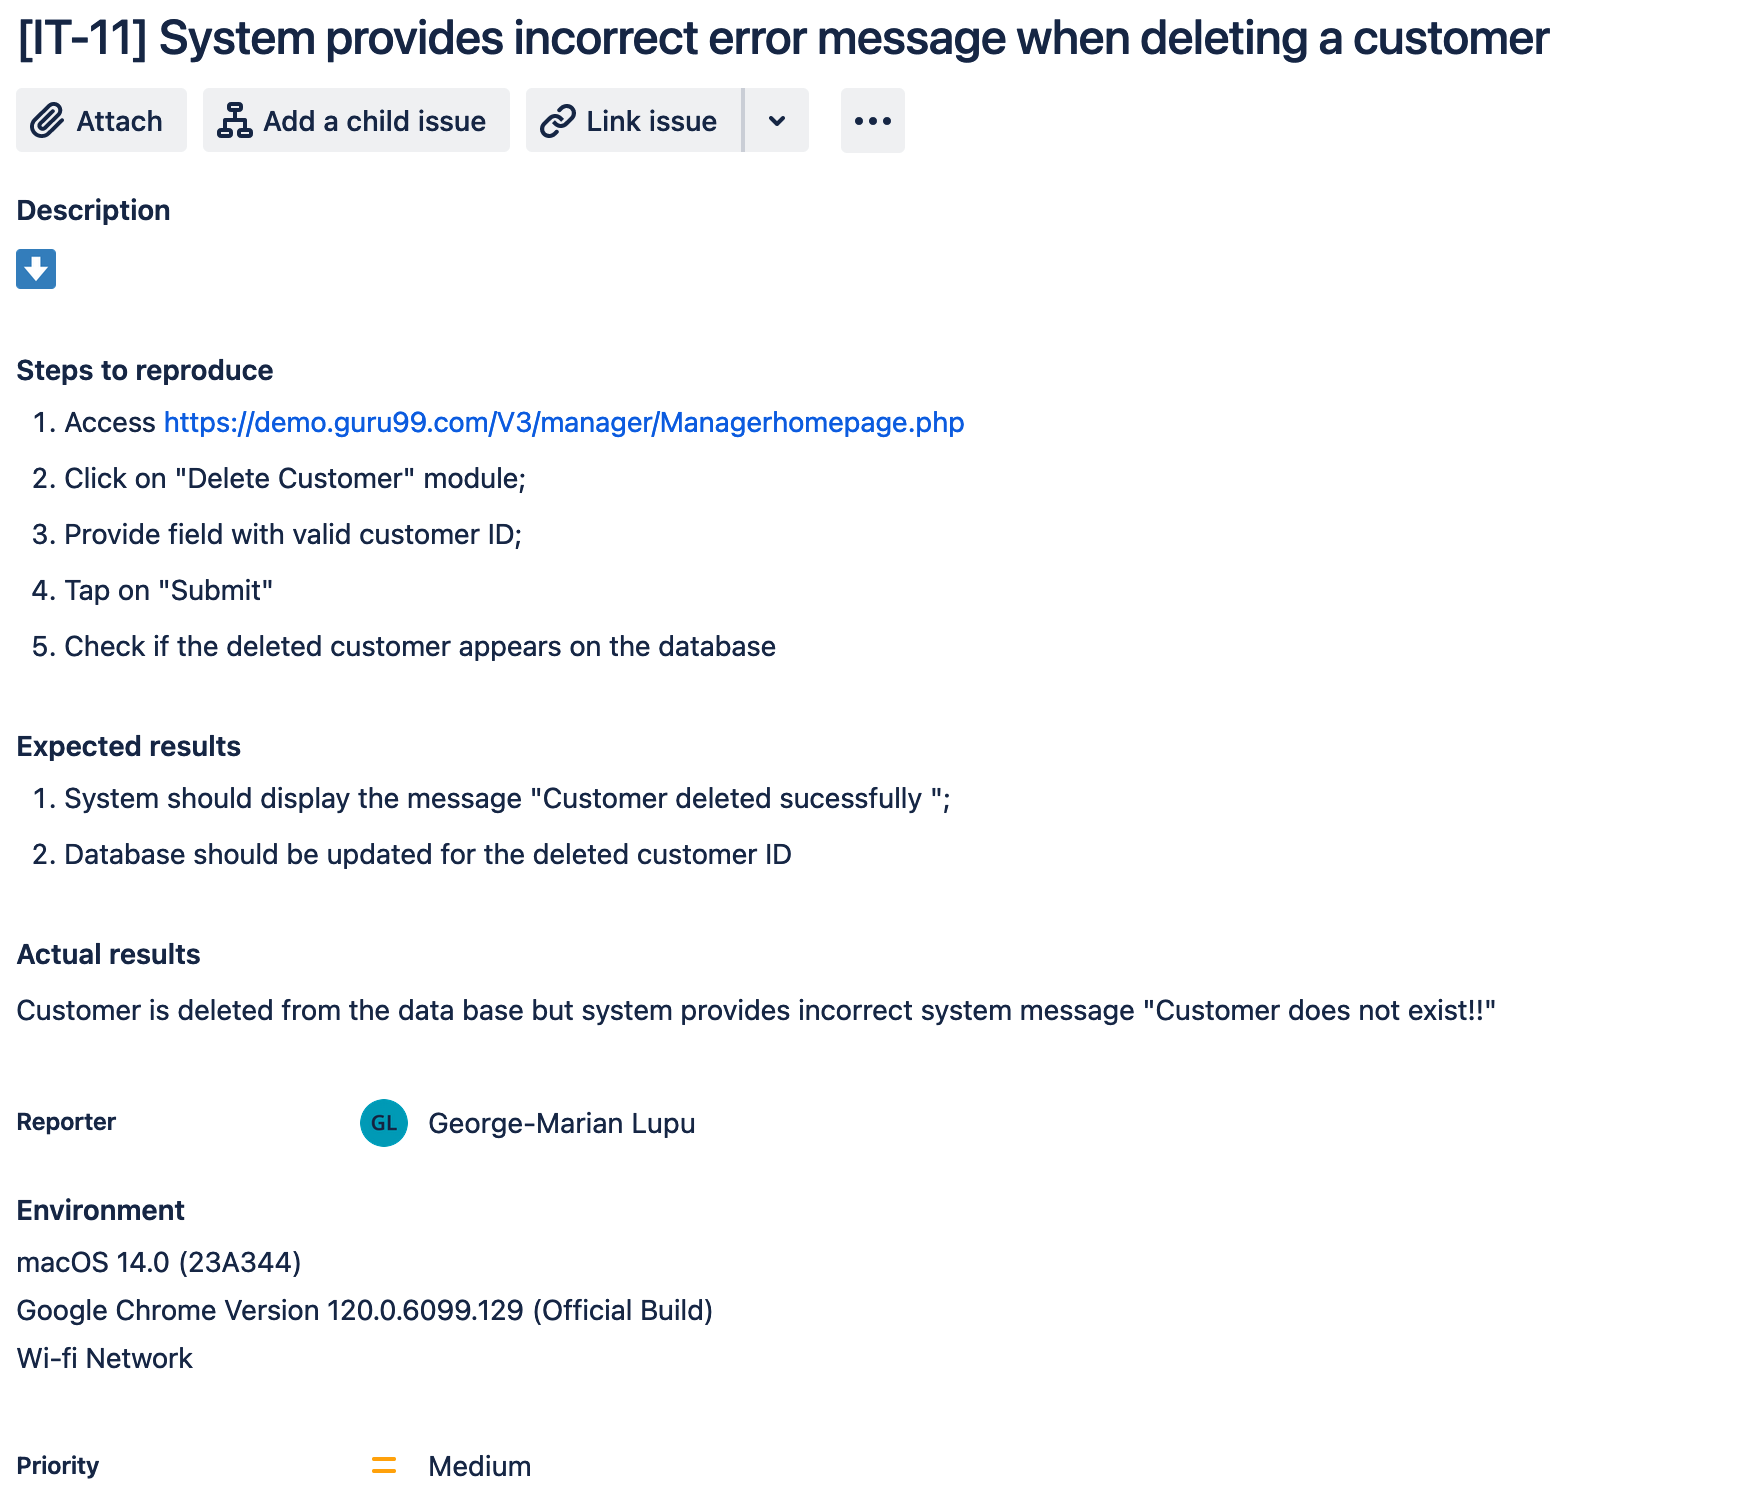 [IT-11] System provides incorrect error message when deleting a customer
Attach Add a child issue Link issue
Description
Steps to reproduce
1. Access https://demo.guru99.com/V3/manager/Managerhomepage.php
2. Click on "Delete Customer" module;
3. Provide field with valid customer ID;
4. Tap on "Submit"
5. Check if the deleted customer appears on the database
Expected results
1. System should display the message "Customer deleted sucessfully ";
2. Database should be updated for the deleted customer ID
Actual results
Customer is deleted from the data base but system provides incorrect system message "Customer does not exist!!"
Reporter GL George-Marian Lupu
Environment
macOS 14.0 (23A344)
Google Chrome Version 120.0.6099.129 (Official Build)
Wi-fi Network
Priority Medium